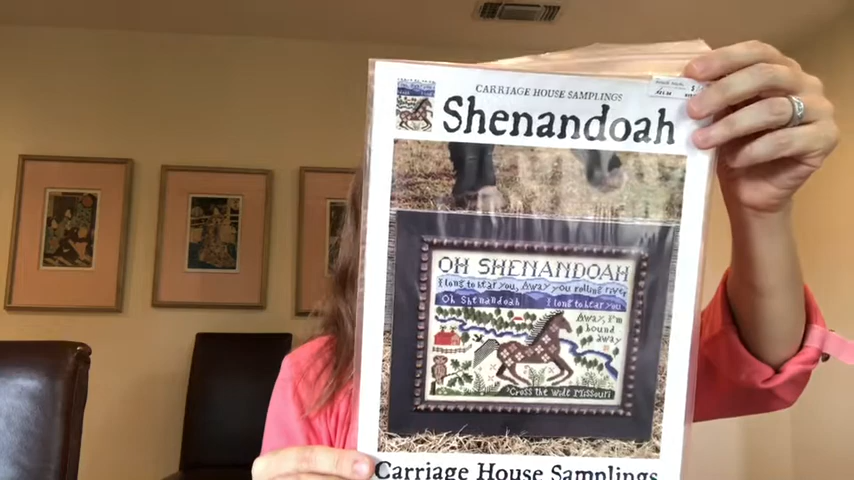 CARRIAGE HOUSE SAMPLINGS
Shenandoah
OH SHENANDOAH
I long to hear you, Away you rolling river
Oh Shenandoah I long to hear you
Away, I'm
bound
away
'Cross the wide Missouri
Carriage House Samplings